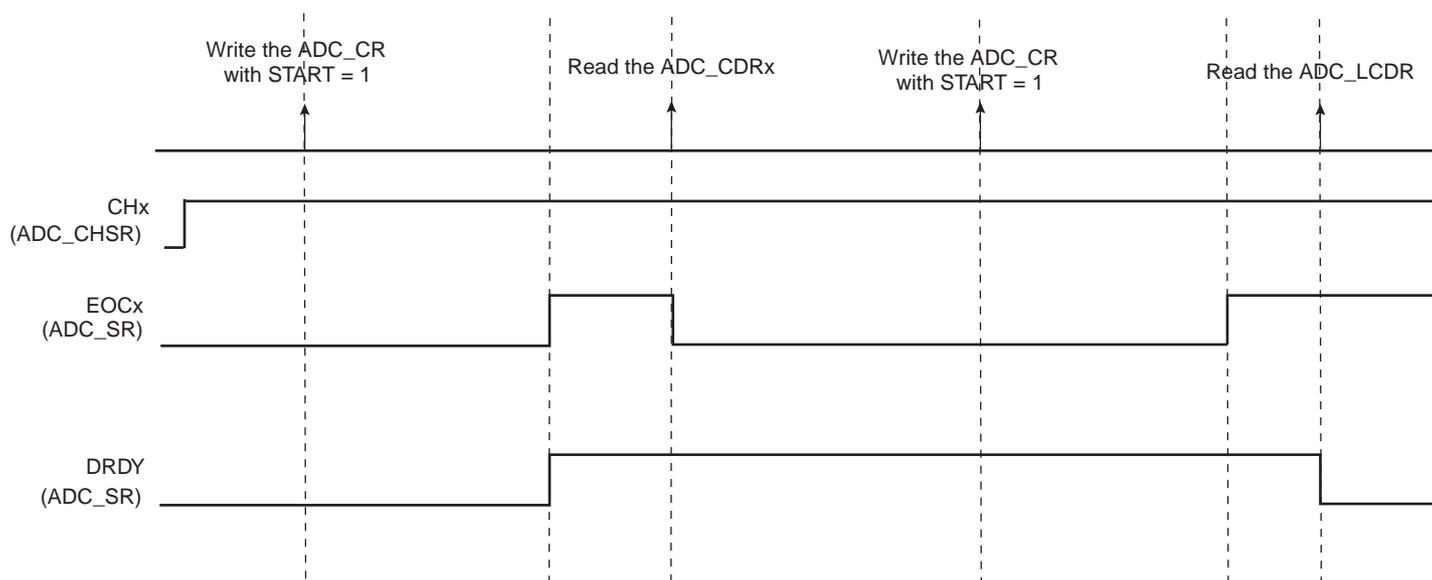 Write the ADC_CR
with START = 1
Read the ADC_CDRx
Write the ADC_CR
with START = 1
Read the ADC_LCDR
CHx
(ADC_CHSR)
EOCx
(ADC_SR)
DRDY
(ADC_SR)